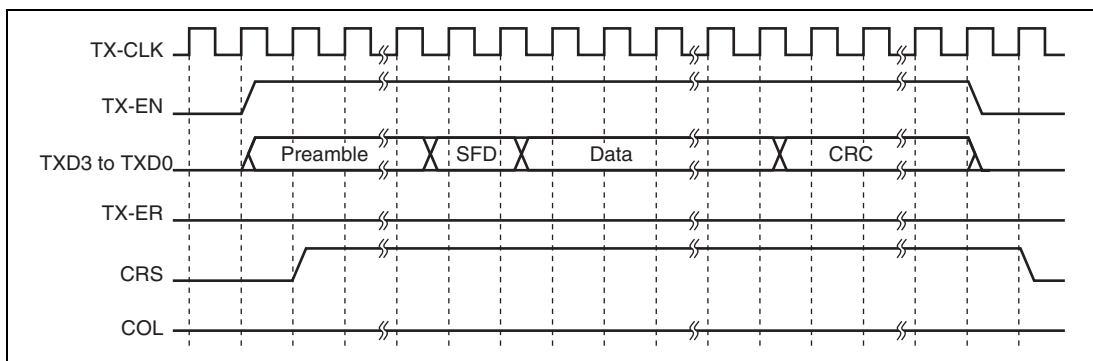 TX-CLK
TX-EN
TXD3 to TXD0
Preamble
SFD
Data
CRC
TX-ER
CRS
COL